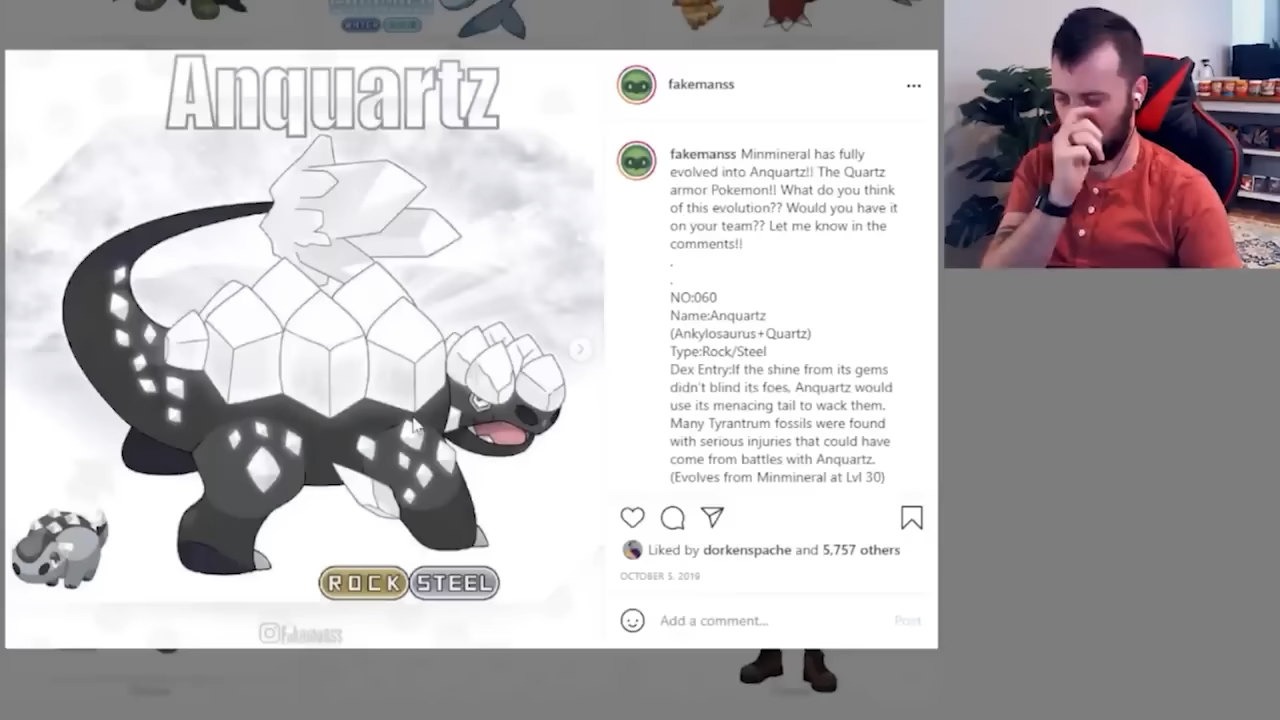 WATER
Anquartz
fakemanss
fakemanss Minmineral has fully
evolved into Anquartz!! The Quartz
armor Pokemon!! What do you think
of this evolution?? Would you have it
on your team?? Let me know in the
comments!!
.
.
NO:060
Name:Anquartz
(Ankylosaurus+Quartz)
Type:Rock/Steel
Dex Entry:If the shine from its gems
didn't blind its foes, Anquartz would
use its menacing tail to wack them.
Many Tyrantrum fossils were found
with serious injuries that could have
come from battles with Anquartz.
(Evolves from Minmineral at Lvl 30)
Liked by dorkenspache and 5,757 others
OCTOBER 5, 2019
Add a comment... Post
ROCK STEEL
Fakemanss